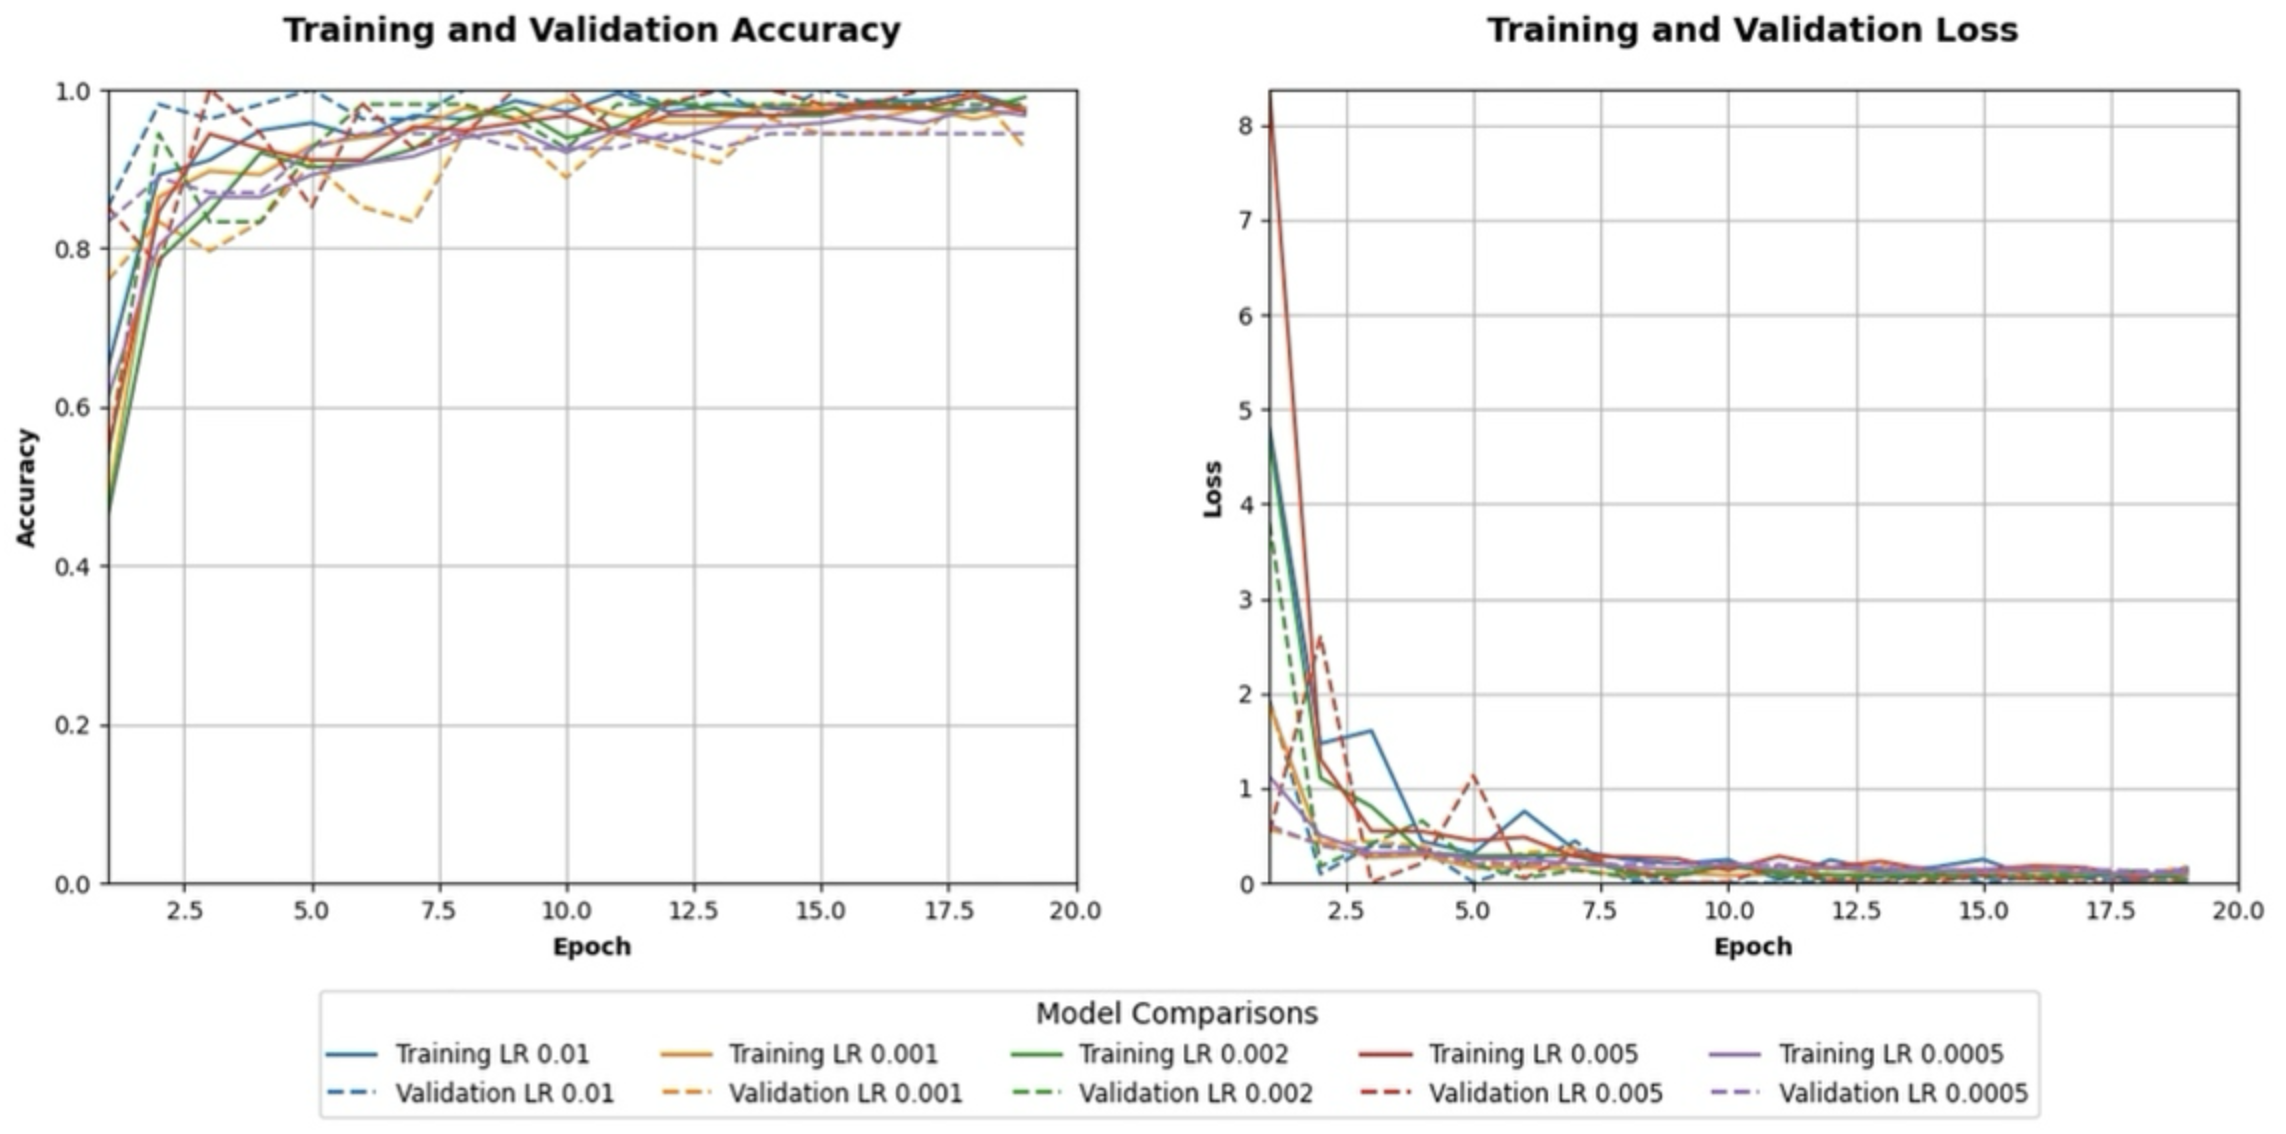 Training and Validation Accuracy
1.0
0.8
0.6
0.4
0.2
0.0
Accuracy
2.5 5.0 7.5 10.0 12.5 15.0 17.5 20.0
Epoch
Training and Validation Loss
8
7
6
5
4
3
2
1
0
Loss
2.5 5.0 7.5 10.0 12.5 15.0 17.5 20.0
Epoch
Model Comparisons
Training LR 0.01 Training LR 0.001 Training LR 0.002 Training LR 0.005 Training LR 0.0005
Validation LR 0.01 Validation LR 0.001 Validation LR 0.002 Validation LR 0.005 Validation LR 0.0005